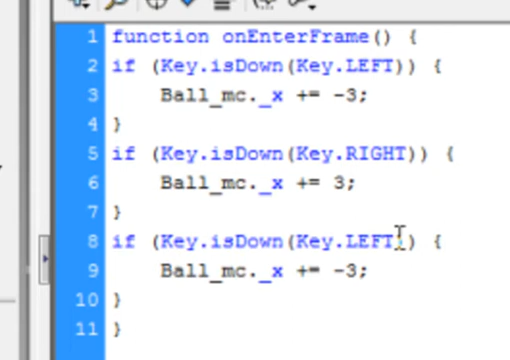 1 function onEnterFrame() {
2 if (Key.isDown(Key.LEFT)) {
3 Ball_mc._x += -3;
4 }
5 if (Key.isDown(Key.RIGHT)) {
6 Ball_mc._x += 3;
7 }
8 if (Key.isDown(Key.LEFT)) {
9 Ball_mc._x += -3;
10 }
11 }